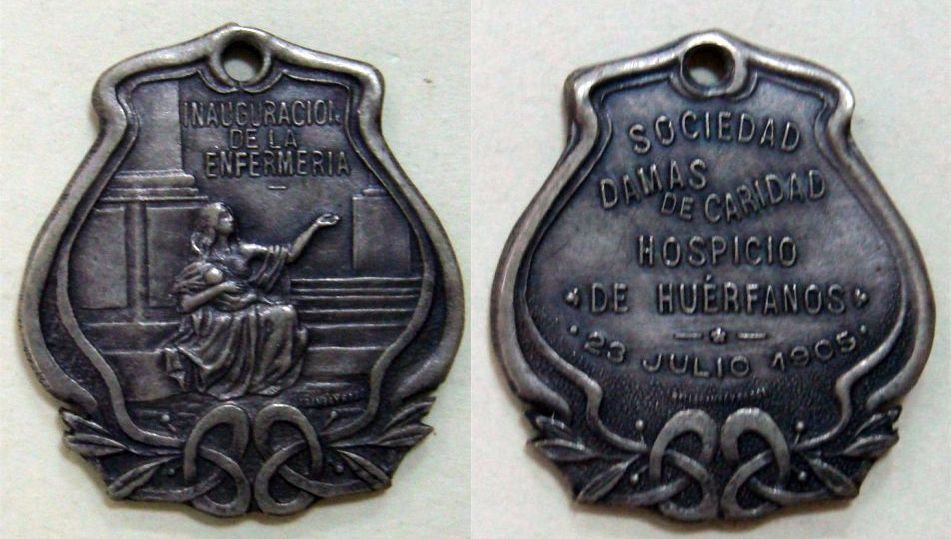 INAUGURACION
DE LA
ENFERMERIA
SOCIEDAD
DAMAS
DE CARIDAD
HOSPICIO
DE HUÉRFANOS
23 JULIO 1905